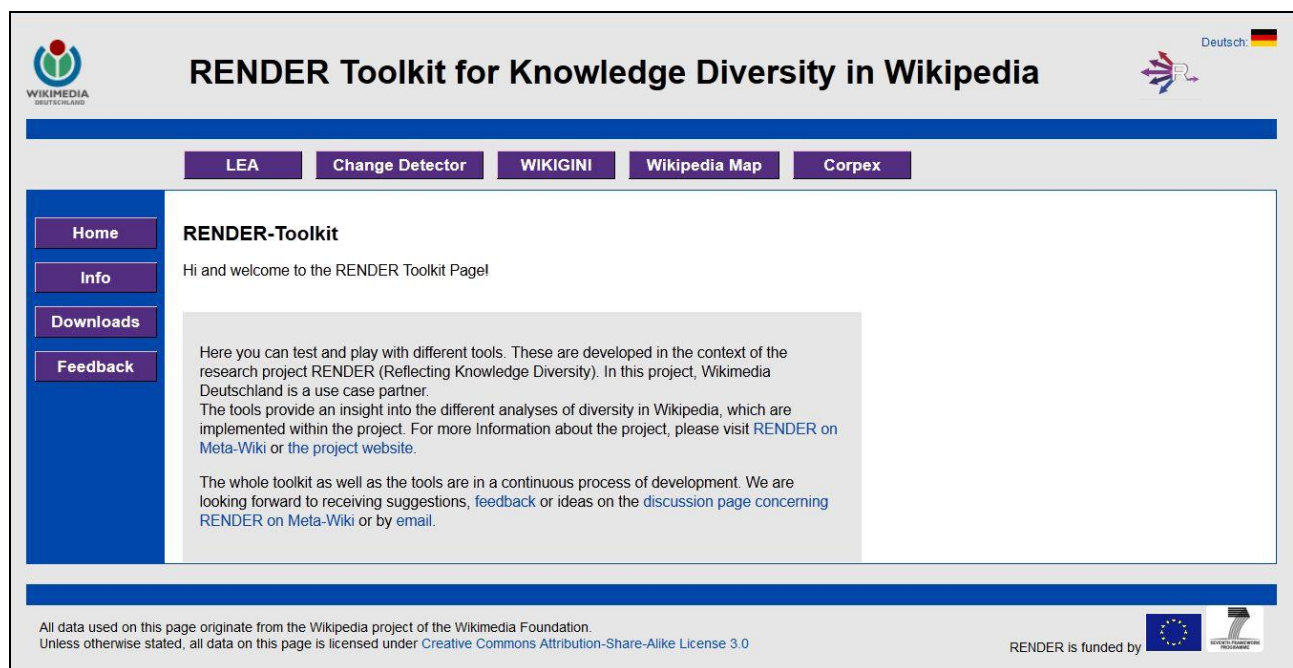 Deutsch:
WIKIMEDIA
DEUTSCHLAND
RENDER Toolkit for Knowledge Diversity in Wikipedia
R
LEA
Change Detector
WIKIGINI
Wikipedia Map
Corpex
Home
Info
Downloads
Feedback
RENDER-Toolkit
Hi and welcome to the RENDER Toolkit Page!
Here you can test and play with different tools. These are developed in the context of the
research project RENDER (Reflecting Knowledge Diversity). In this project, Wikimedia
Deutschland is a use case partner.
The tools provide an insight into the different analyses of diversity in Wikipedia, which are
implemented within the project. For more Information about the project, please visit RENDER on
Meta-Wiki or the project website.
The whole toolkit as well as the tools are in a continuous process of development. We are
looking forward to receiving suggestions, feedback or ideas on the discussion page concerning
RENDER on Meta-Wiki or by email.
All data used on this page originate from the Wikipedia project of the Wikimedia Foundation.
Unless otherwise stated, all data on this page is licensed under Creative Commons Attribution-Share-Alike License 3.0
RENDER is funded by
7
SEVENTH FRAMEWORK
PROGRAMME